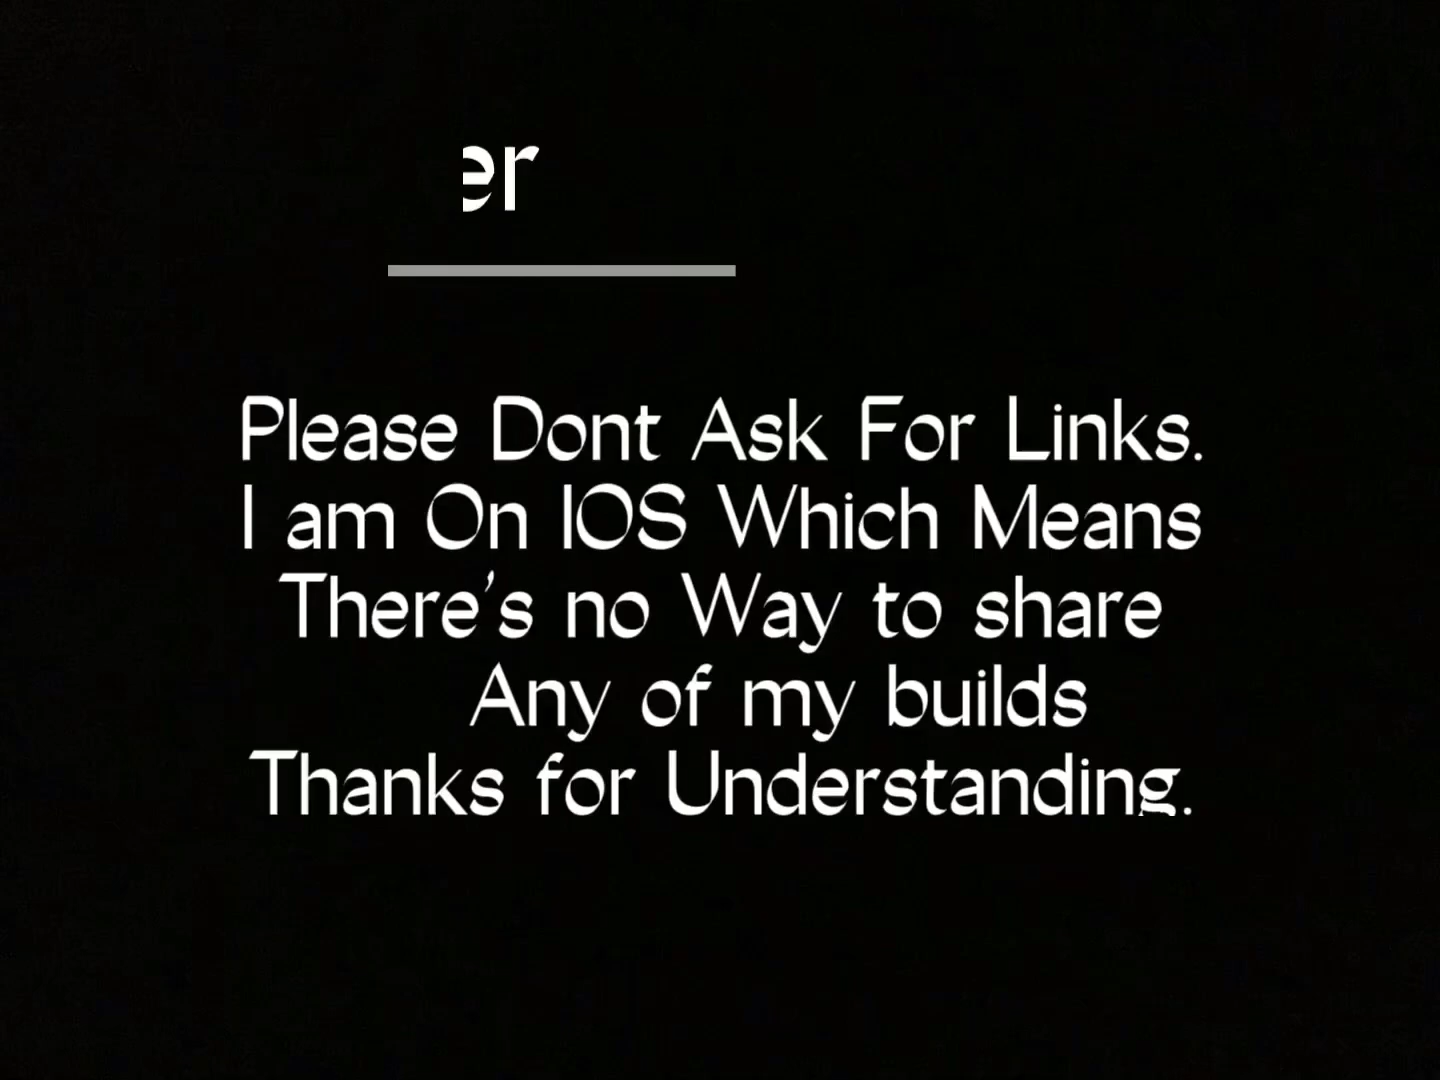 er
Please Dont Ask For Links.
I am On IOS Which Means
There's no Way to share
Any of my builds
Thanks for Understanding.